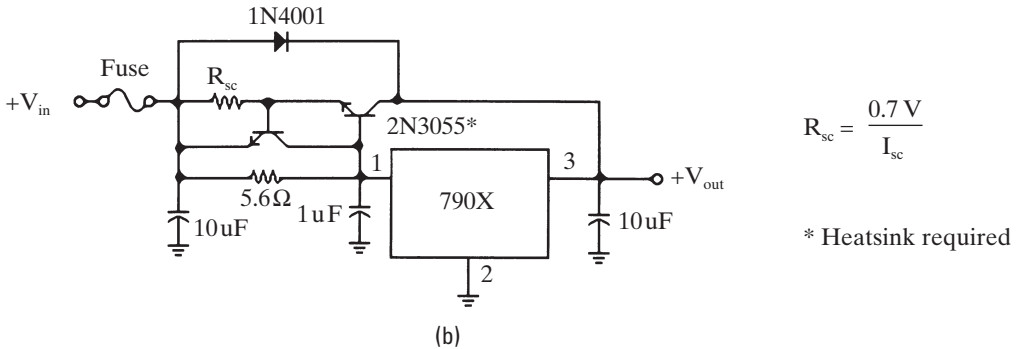 1N4001
Fuse
R_sc
+V_in
2N3055*
1
3
790X
+V_out
5.6Ω
1uF
10uF
10uF
2
R_sc = 0.7 V / I_sc
* Heatsink required
(b)